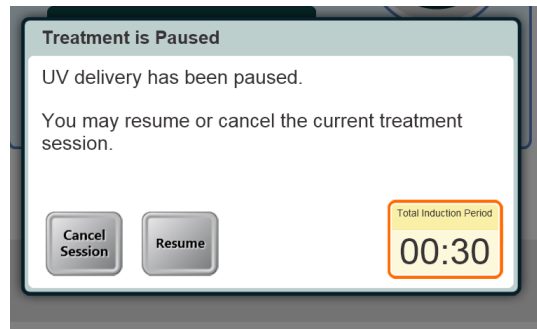 Treatment is Paused
UV delivery has been paused.
You may resume or cancel the current treatment
session.
Cancel
Session
Resume
Total Induction Period
00:30